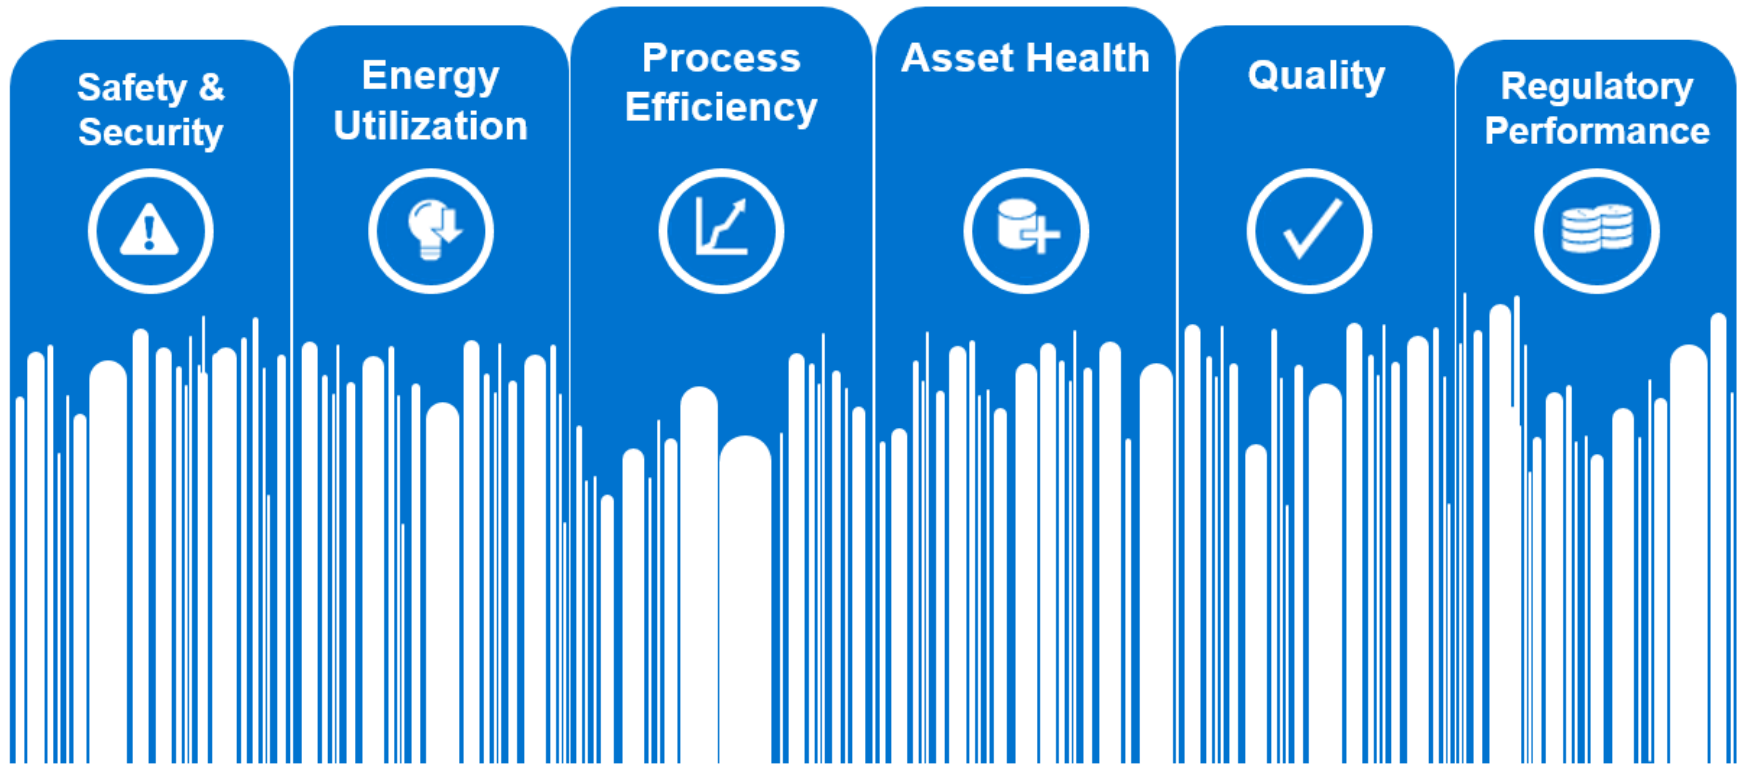 Safety &
Security
Energy
Utilization
Process
Efficiency
Asset Health
Quality
Regulatory
Performance